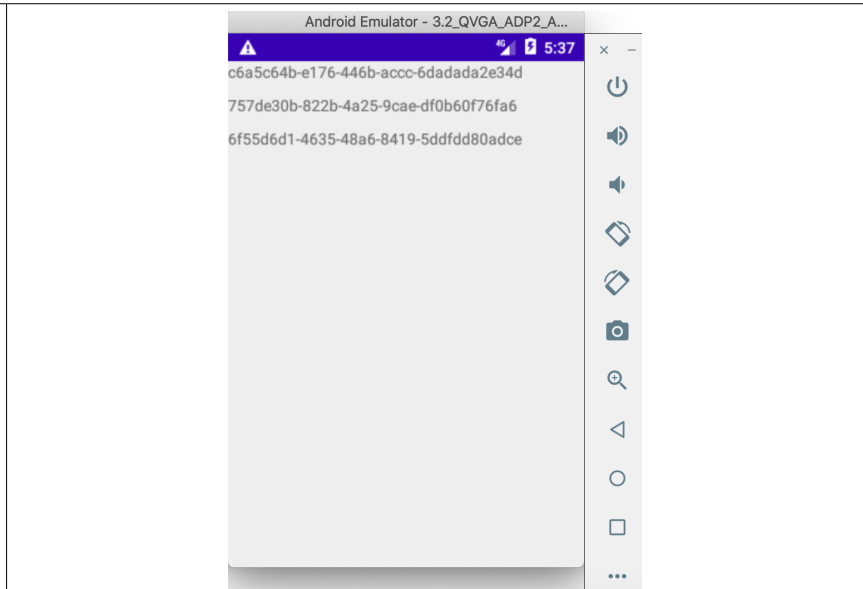 Android Emulator - 3.2_QVGA_ADP2_A...
4G 5:37
c6a5c64b-e176-446b-accc-6dadada2e34d
757de30b-822b-4a25-9cae-df0b60f76fa6
6f55d6d1-4635-48a6-8419-5ddfdd80adce